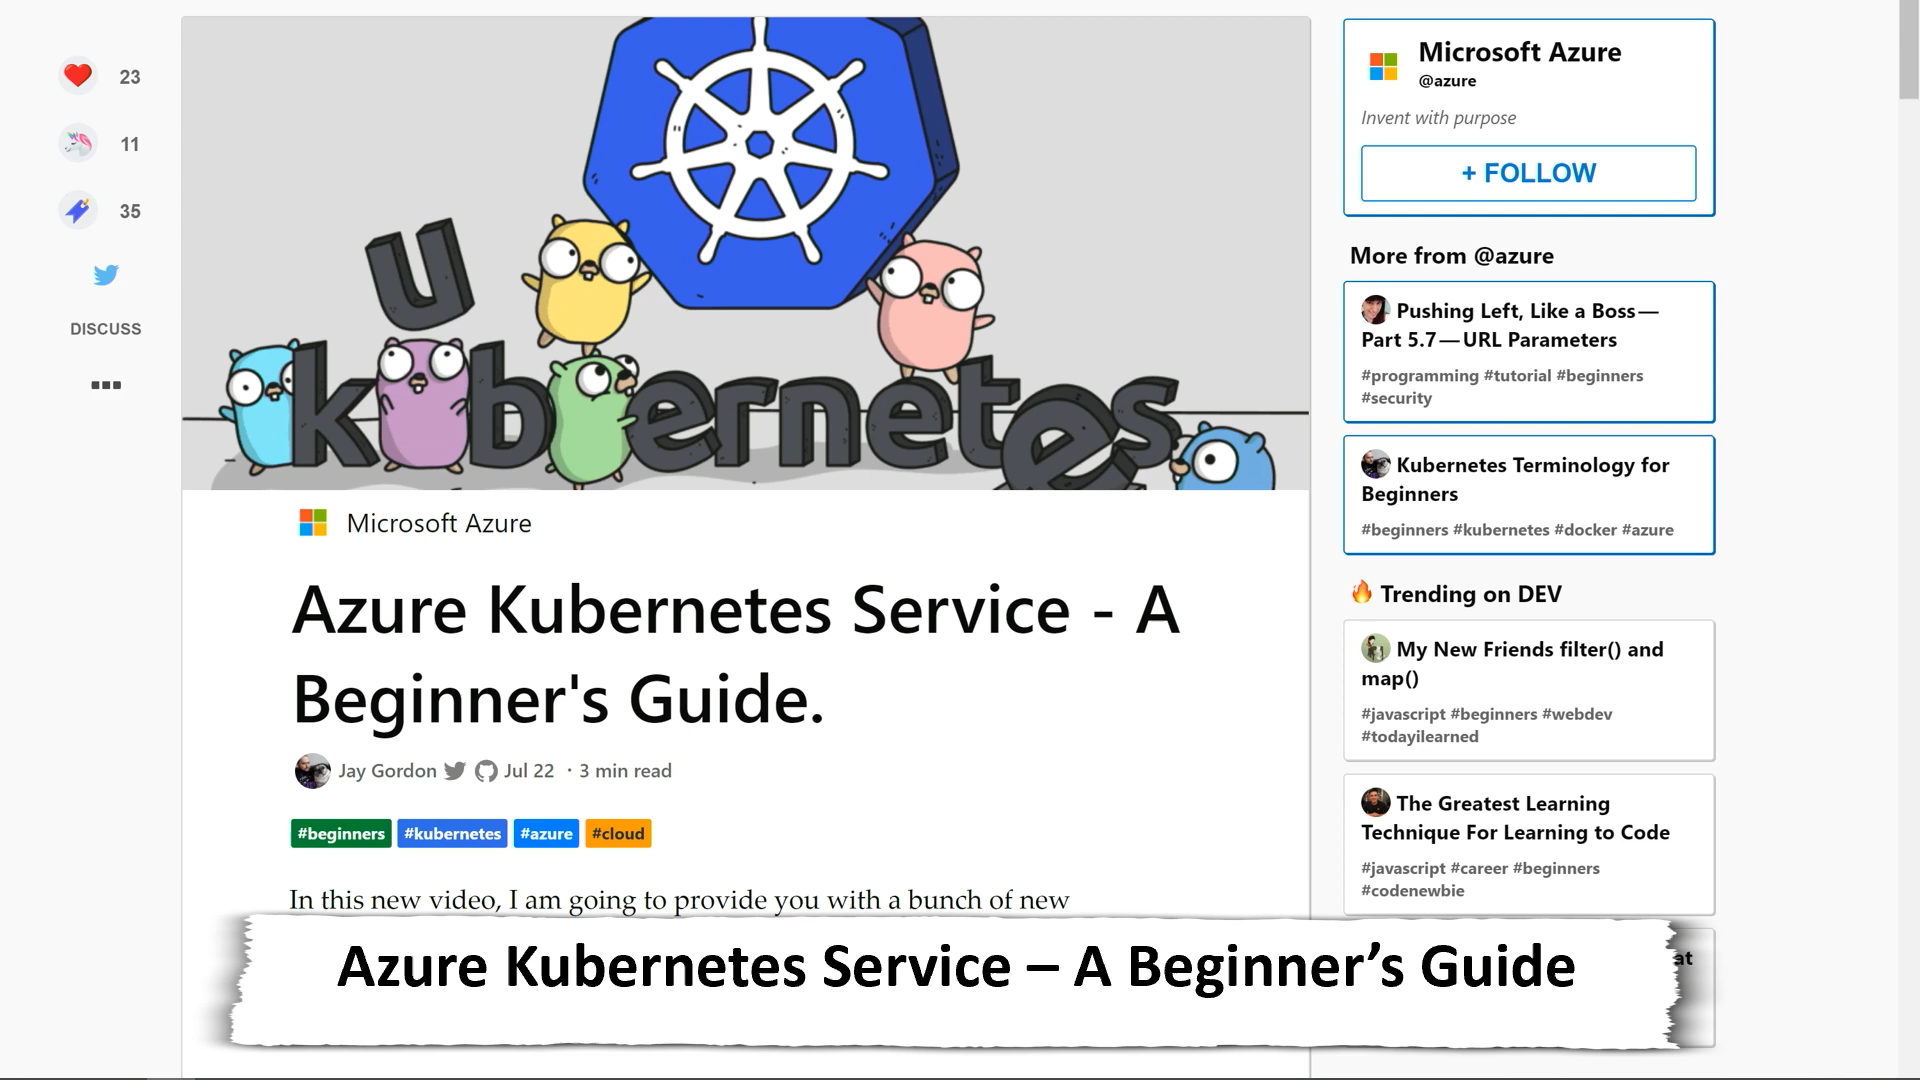 23
11
35
DISCUSS
u
kubernetes
Microsoft Azure
Azure Kubernetes Service - A
Beginner's Guide.
Jay Gordon Jul 22 · 3 min read
#beginners #kubernetes #azure #cloud
In this new video, I am going to provide you with a bunch of new
Microsoft Azure
@azure
Invent with purpose
+ FOLLOW
More from @azure
Pushing Left, Like a Boss—
Part 5.7—URL Parameters
#programming #tutorial #beginners
#security
Kubernetes Terminology for
Beginners
#beginners #kubernetes #docker #azure
Trending on DEV
My New Friends filter() and
map()
#javascript #beginners #webdev
#todayilearned
The Greatest Learning
Technique For Learning to Code
#javascript #career #beginners
#codenewbie
Azure Kubernetes Service – A Beginner’s Guide